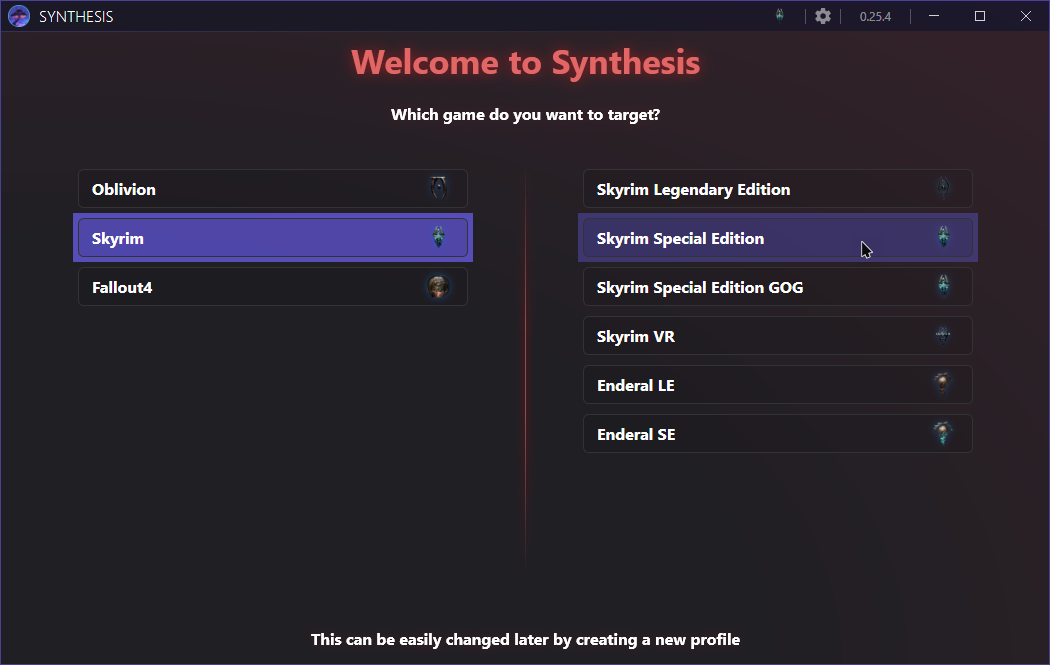 SYNTHESIS
0.25.4
Welcome to Synthesis
Which game do you want to target?
Oblivion
Skyrim
Fallout4
Skyrim Legendary Edition
Skyrim Special Edition
Skyrim Special Edition GOG
Skyrim VR
Enderal LE
Enderal SE
This can be easily changed later by creating a new profile